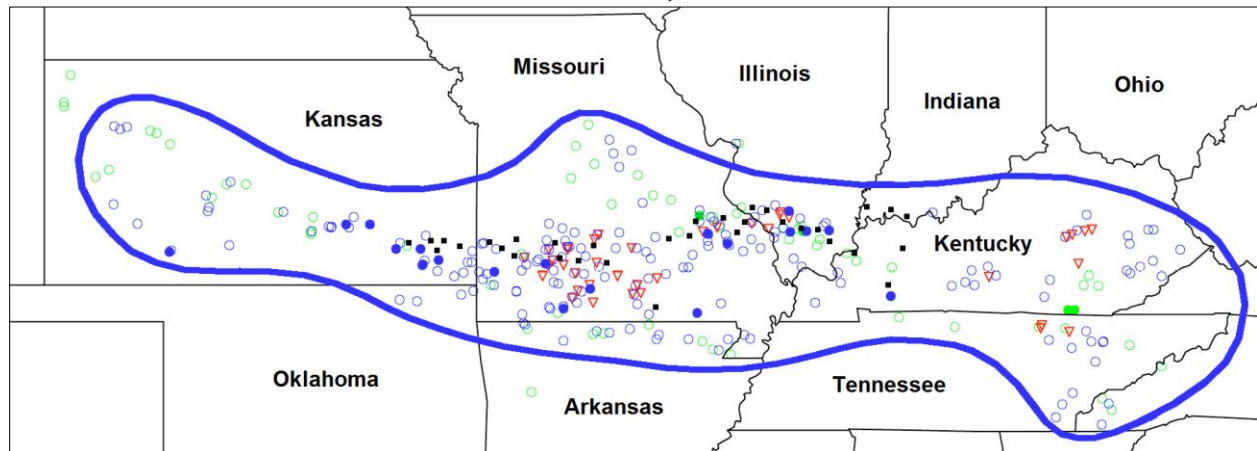 Missouri
Illinois
Ohio
Indiana
Kansas
Kentucky
Oklahoma
Tennessee
Arkansas